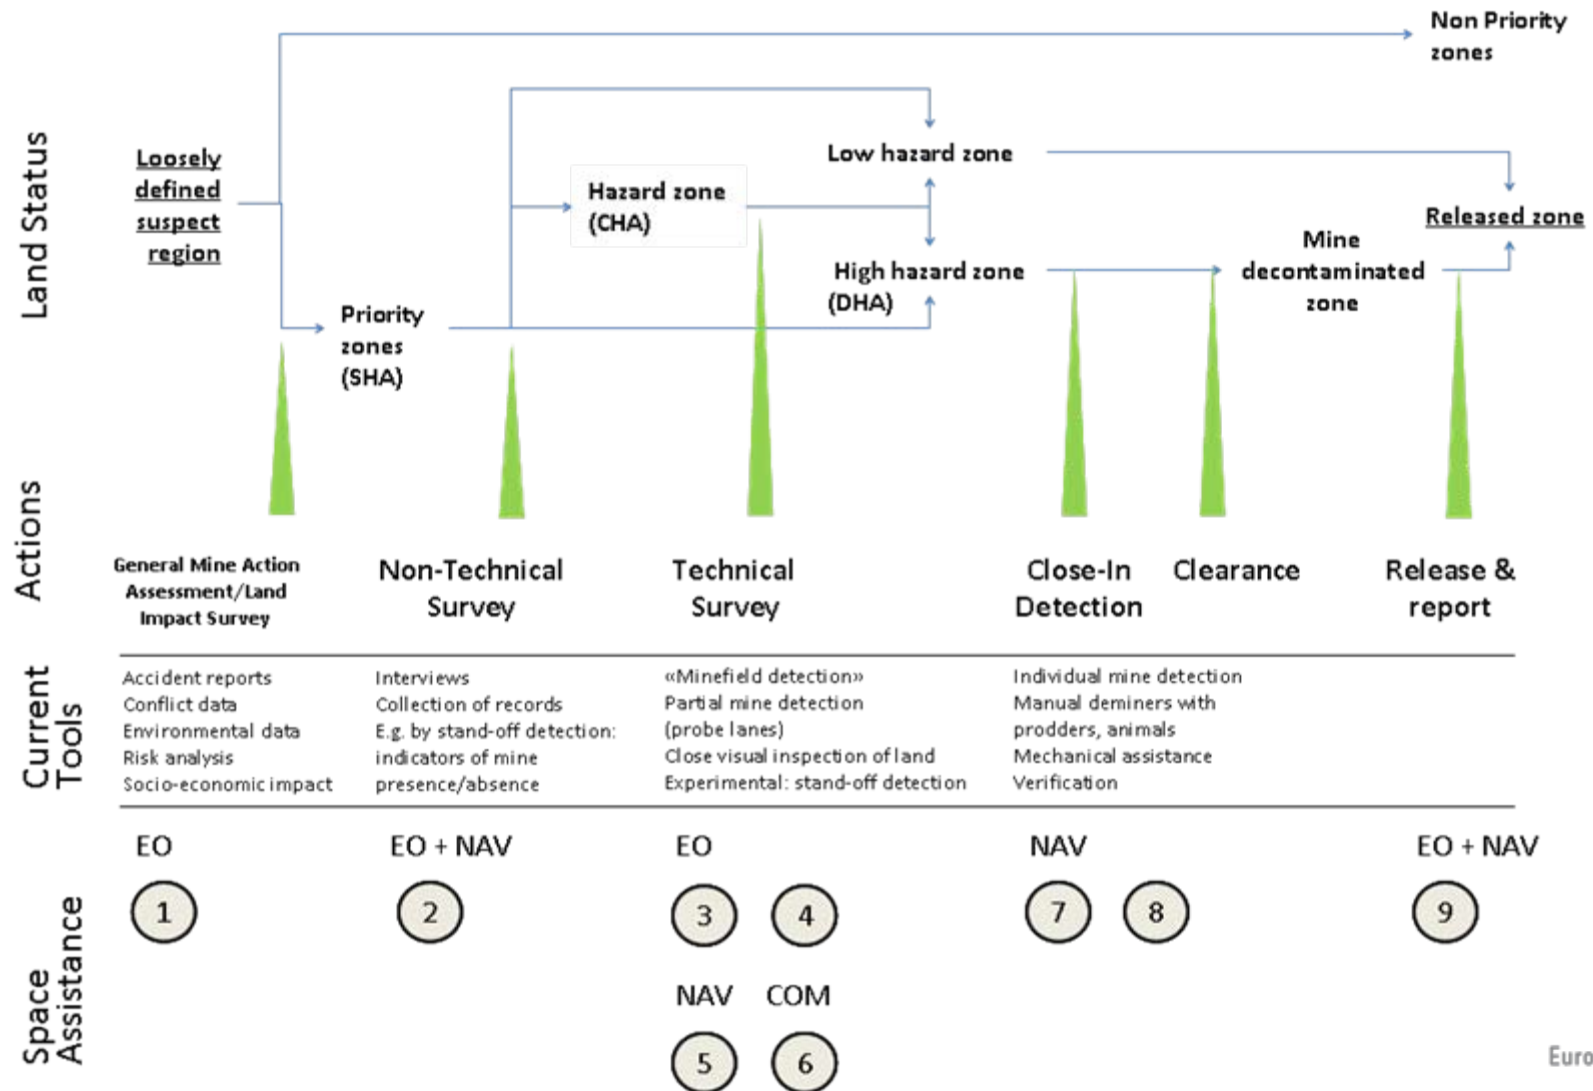 Non Priority
zones
Land Status
Loosely
defined
suspect
region
Low hazard zone
Hazard zone
(CHA)
Released zone
Mine
decontaminated
zone
High hazard zone
(DHA)
Priority
zones
(SHA)
Actions
General Mine Action
Assessment/Land
Impact Survey
Non-Technical
Survey
Technical
Survey
Close-In
Detection
Clearance
Release &
report
Current
Tools
Accident reports
Conflict data
Environmental data
Risk analysis
Socio-economic impact
Interviews
Collection of records
E.g. by stand-off detection:
indicators of mine
presence/absence
«Minefield detection»
Partial mine detection
(probe lanes)
Close visual inspection of land
Experimental: stand-off detection
Individual mine detection
Manual deminers with
prodders, animals
Mechanical assistance
Verification
Space
Assistance
EO
1
EO + NAV
2
EO
3 4
NAV COM
5 6
NAV
7 8
EO + NAV
9
Euro